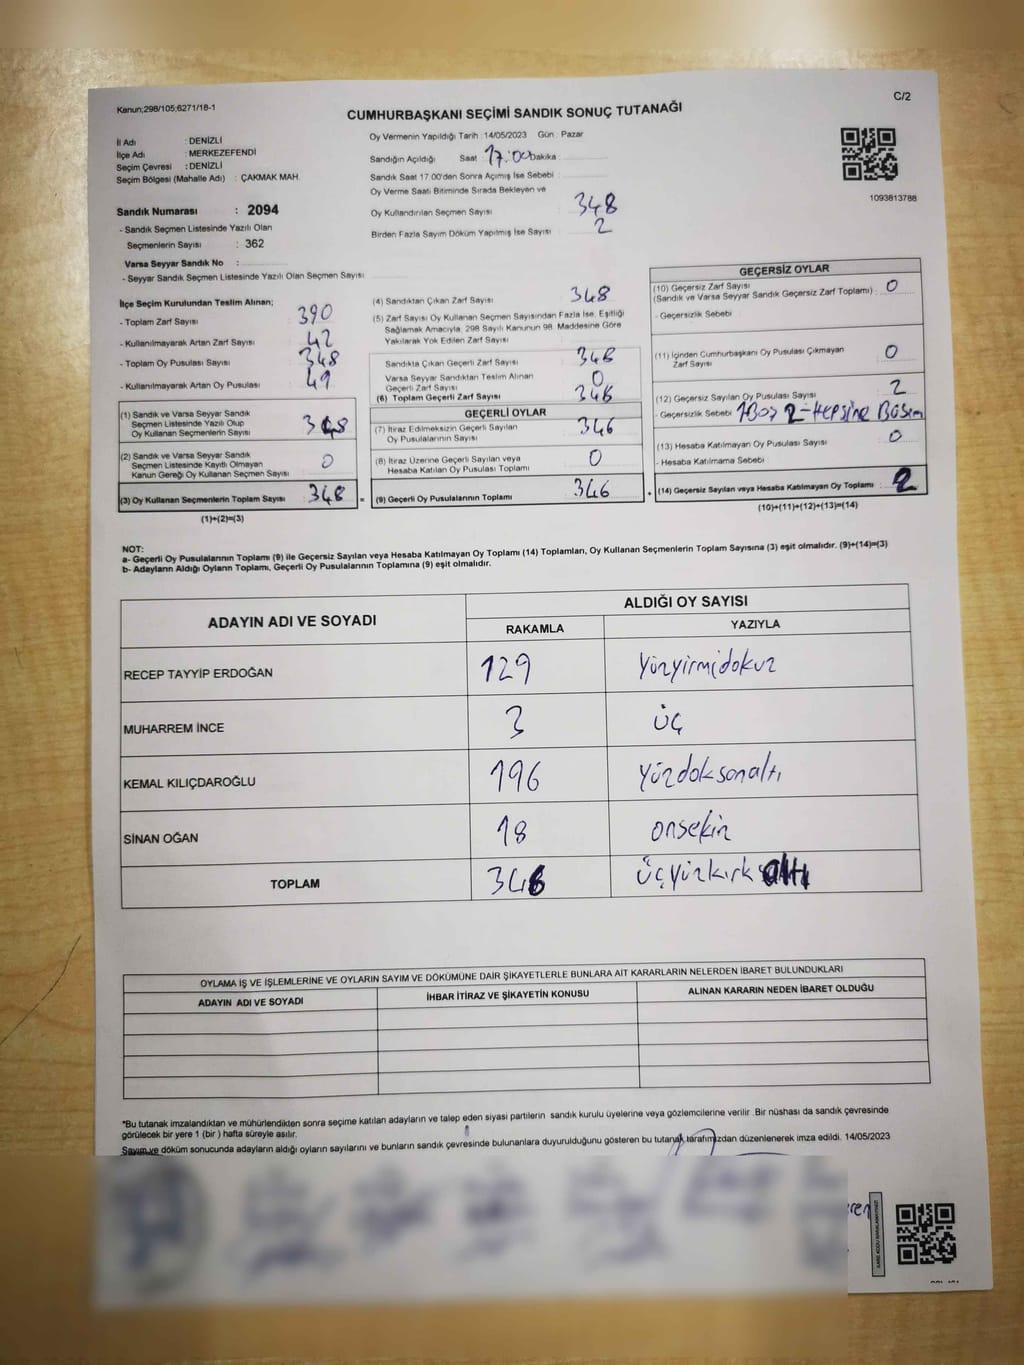 Kanun;298/105;6271/18-1
C/2
CUMHURBAŞKANI SEÇİMİ SANDIK SONUÇ TUTANAĞI
İl Adı : DENİZLİ
İlçe Adı : MERKEZEFENDİ
Seçim Çevresi : DENİZLİ
Seçim Bölgesi (Mahalle Adı) : ÇAKMAK MAH.
Sandık Numarası : 2094
- Sandık Seçmen Listesinde Yazılı Olan
Seçmenlerin Sayısı : 362
Varsa Seyyar Sandık No :
- Seyyar Sandık Seçmen Listesinde Yazılı Olan Seçmen Sayısı
Oy Vermenin Yapıldığı Tarih : 14/05/2023 Gün : Pazar
Sandığın Açıldığı Saat 17:00 Dakika :
Sandık Saat 17.00'den Sonra Açımış İse Sebebi :
Oy Verme Saati Bitiminde Sırada Bekleyen ve
Oy Kullandırılan Seçmen Sayısı 348
Birden Fazla Sayım Döküm Yapılmış İse Sayısı 2
1093813788
İlçe Seçim Kurulundan Teslim Alınan;
- Toplam Zarf Sayısı 390
- Kullanılmayarak Artan Zarf Sayısı 42
- Toplam Oy Pusulası Sayısı 348
- Kullanılmayarak Artan Oy Pusulası 49
(1) Sandık ve Varsa Seyyar Sandık
Seçmen Listesinde Yazılı Olup
Oy Kullanan Seçmenlerin Sayısı 348
(2) Sandık ve Varsa Seyyar Sandık
Seçmen Listesinde Kayıtlı Olmayan
Kanun Gereği Oy Kullanan Seçmen Sayısı 0
(3) Oy Kullanan Seçmenlerin Toplam Sayısı 348
(1)+(2)=(3)
(4) Sandıktan Çıkan Zarf Sayısı 348
(5) Zarf Sayısı Oy Kullanan Seçmen Sayısından Fazla İse, Eşitliği
Sağlamak Amacıyla, 298 Sayılı Kanunun 98. Maddesine Göre
Yakılarak Yok Edilen Zarf Sayısı
Sandıkta Çıkan Geçerli Zarf Sayısı 346
Varsa Seyyar Sandıktan Teslim Alınan
Geçerli Zarf Sayısı 0
(6) Toplam Geçerli Zarf Sayısı 346
GEÇERLİ OYLAR
(7) İtiraz Edilmeksizin Geçerli Sayılan
Oy Pusulalarının Sayısı 346
(8) İtiraz Üzerine Geçerli Sayılan veya
Hesaba Katılan Oy Pusulası Toplamı 0
= (9) Geçerli Oy Pusulalarının Toplamı 346 +
GEÇERSİZ OYLAR
(10) Geçersiz Zarf Sayısı
(Sandık ve Varsa Seyyar Sandık Geçersiz Zarf Toplamı) : 0
- Geçersizlik Sebebi
(11) İçinden Cumhurbaşkanı Oy Pusulası Çıkmayan
Zarf Sayısı 0
(12) Geçersiz Sayılan Oy Pusulası Sayısı 2
- Geçersizlik Sebebi 1Boş 2-Hepsine Basım
(13) Hesaba Katılmayan Oy Pusulası Sayısı 0
- Hesaba Katılmama Sebebi
(14) Geçersiz Sayılan veya Hesaba Katılmayan Oy Toplamı : 2
(10)+(11)+(12)+(13)=(14)
NOT:
a- Geçerli Oy Pusulalarının Toplamı (9) ile Geçersiz Sayılan veya Hesaba Katılmayan Oy Toplamı (14) Toplamları, Oy Kullanan Seçmenlerin Toplam Sayısına (3) eşit olmalıdır. (9)+(14)=(3)
b- Adayların Aldığı Oyların Toplamı, Geçerli Oy Pusulalarının Toplamına (9) eşit olmalıdır.
ADAYIN ADI VE SOYADI
ALDIĞI OY SAYISI
RAKAMLA YAZIYLA
RECEP TAYYİP ERDOĞAN 129 Yüzyirmidokuz
MUHARREM İNCE 3 üç
KEMAL KILIÇDAROĞLU 196 Yüzdoksanaltı
SİNAN OĞAN 18 onsekiz
TOPLAM 346 üçyüzkırkaltı
OYLAMA İŞ VE İŞLEMLERİNE VE OYLARIN SAYIM VE DÖKÜMÜNE DAİR ŞİKAYETLERLE BUNLARA AİT KARARLARIN NELERDEN İBARET BULUNDUKLARI
ADAYIN ADI VE SOYADI İHBAR İTİRAZ VE ŞİKAYETİN KONUSU ALINAN KARARIN NEDEN İBARET OLDUĞU
*Bu tutanak imzalandıktan ve mühürlendikten sonra seçime katılan adayların ve talep eden siyasi partilerin sandık kurulu üyelerine veya gözlemcilerine verilir. Bir nüshası da sandık çevresinde
görülecek bir yere 1 (bir) hafta süreyle asılır.
Sayım ve döküm sonucunda adayların aldığı oyların sayılarını ve bunların sandık çevresinde bulunanlara duyurulduğunu gösteren bu tutanak tarafımızdan düzenlenerek imza edildi. 14/05/2023